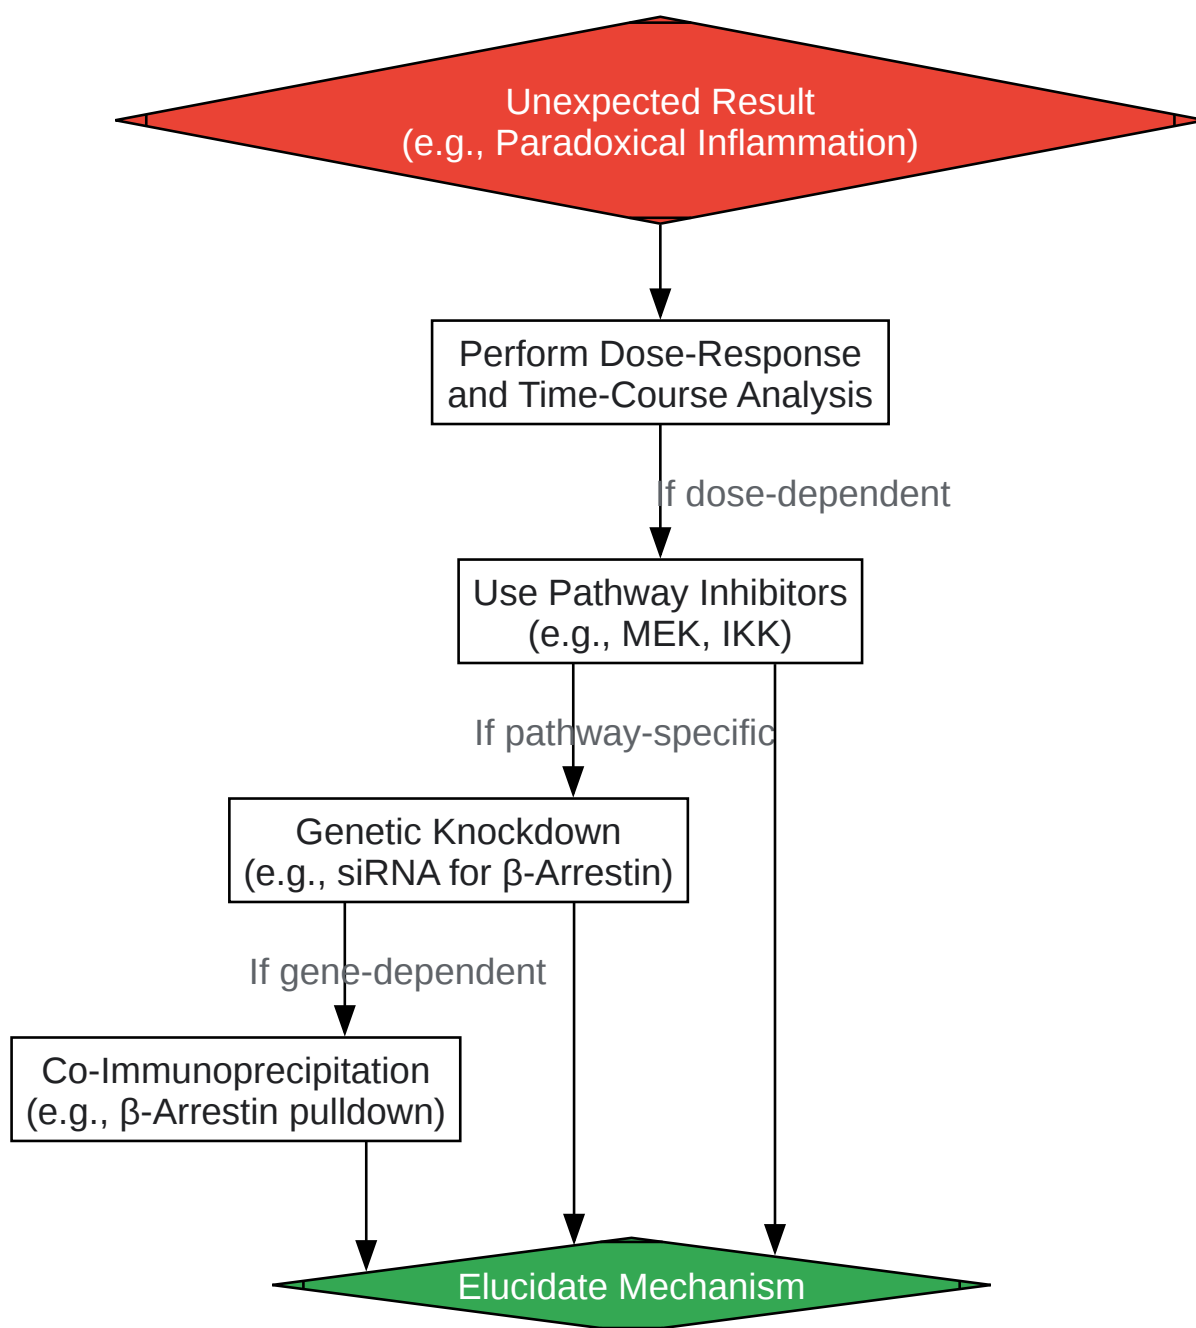 Unexpected Result
(e.g., Paradoxical Inflammation)
Perform Dose-Response
and Time-Course Analysis
If dose-dependent
Use Pathway Inhibitors
(e.g., MEK, IKK)
If pathway-specific
Genetic Knockdown
(e.g., siRNA for β-Arrestin)
If gene-dependent
Co-Immunoprecipitation
(e.g., β-Arrestin pulldown)
Elucidate Mechanism